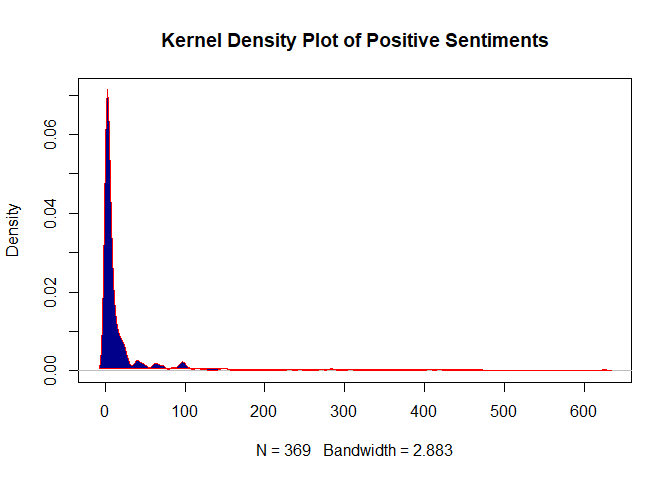 Kernel Density Plot of Positive Sentiments
Density
0.00
0.02
0.04
0.06
0 100 200 300 400 500 600
N = 369 Bandwidth = 2.883